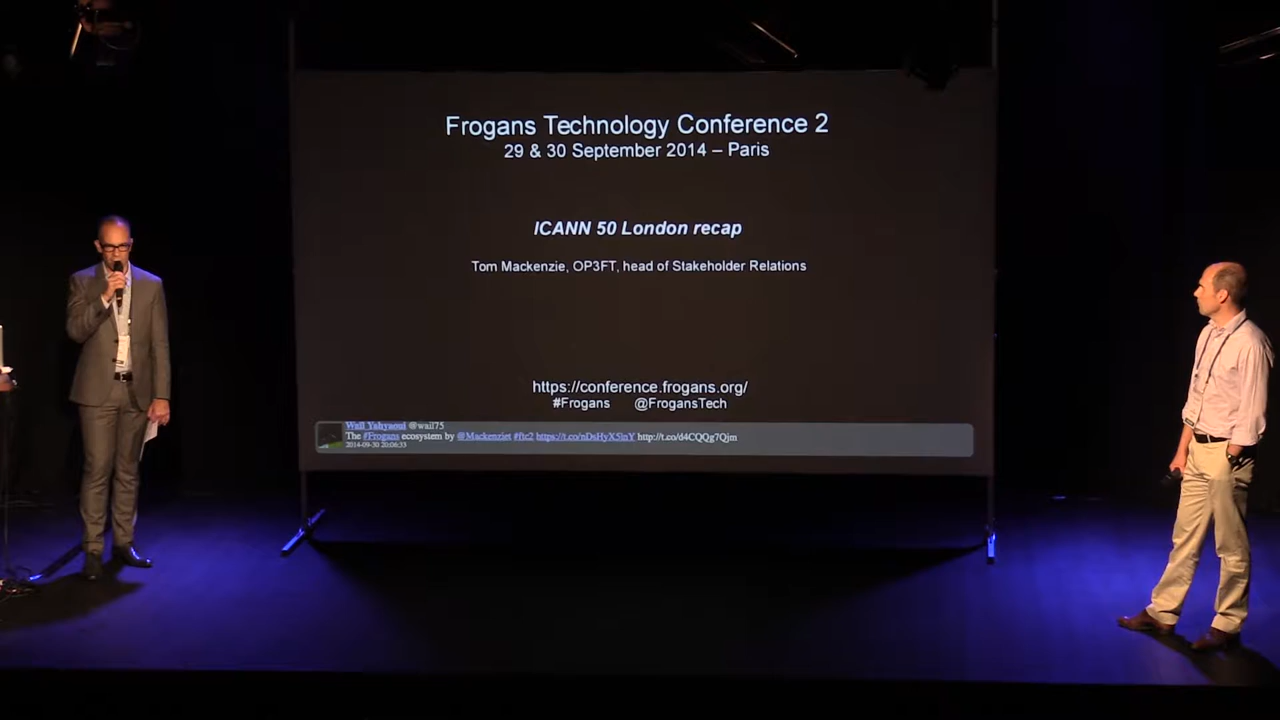 Frogans Technology Conference 2
29 & 30 September 2014 – Paris
ICANN 50 London recap
Tom Mackenzie, OP3FT, head of Stakeholder Relations
https://conference.frogans.org/
#Frogans @FrogansTech
Wail Yahyaoui @wail75
The #Frogans ecosystem by @Mackenziet #ftc2 https://t.co/nDsHyX5inY http://t.co/d4CQQg7Qjm
2014-09-30 20:06:33